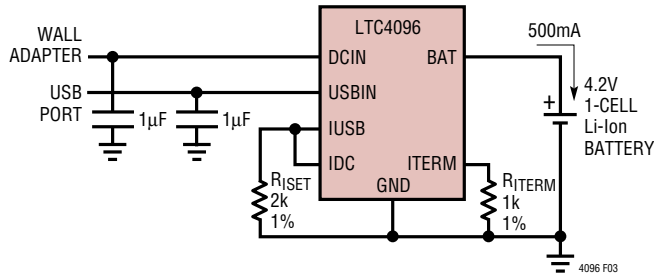 LTC4096
500mA
WALL
ADAPTER
DCIN
BAT
USB
PORT
USBIN
4.2V
1-CELL
Li-Ion
BATTERY
+
1µF
1µF
IUSB
IDC
ITERM
GND
RISET
2k
1%
RITERM
1k
1%
4096 F03